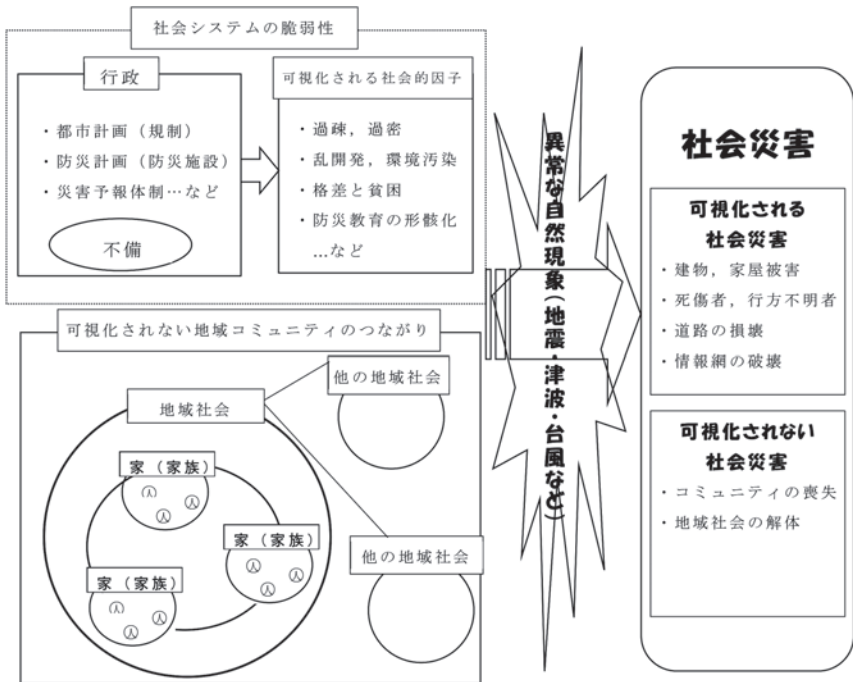 社会システムの脆弱性
行政
・都市計画（規制）
・防災計画（防災施設）
・災害予報体制…など
不備
可視化される社会的因子
・過疎，過密
・乱開発，環境汚染
・格差と貧困
・防災教育の形骸化
…など
可視化されない地域コミュニティのつながり
地域社会
他の地域社会
家（家族）
人
人
人
家（家族）
人
人
人
家（家族）
人
人
人
他の地域社会
異常な自然現象（地震・津波・台風など）
社会災害
可視化される
社会災害
・建物，家屋被害
・死傷者，行方不明者
・道路の損壊
・情報網の破壊
可視化されない
社会災害
・コミュニティの喪失
・地域社会の解体